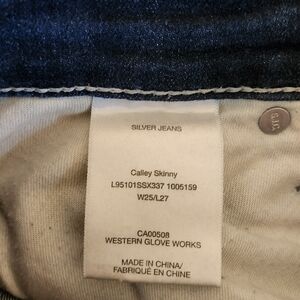 SILVER JEANS
Calley Skinny
L95101SSX337 1005159
W25/L27
CA00508
WESTERN GLOVE WORKS
MADE IN CHINA/
FABRIQUÉ EN CHINE